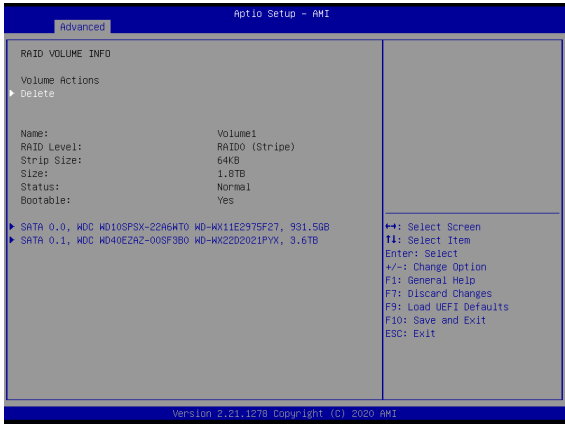 Aptio Setup – AMI
Advanced
RAID VOLUME INFO
Volume Actions
Delete
Name: Volume1
RAID Level: RAID0 (Stripe)
Strip Size: 64KB
Size: 1.8TB
Status: Normal
Bootable: Yes
SATA 0.0, WDC WD10SPSX-22A6WT0 WD-WX11E2975F27, 931.5GB
SATA 0.1, WDC WD40EZAZ-00SF3B0 WD-WX22D2021PYX, 3.6TB
↔: Select Screen
↑↓: Select Item
Enter: Select
+/-: Change Option
F1: General Help
F7: Discard Changes
F9: Load UEFI Defaults
F10: Save and Exit
ESC: Exit
Version 2.21.1278 Copyright (C) 2020 AMI